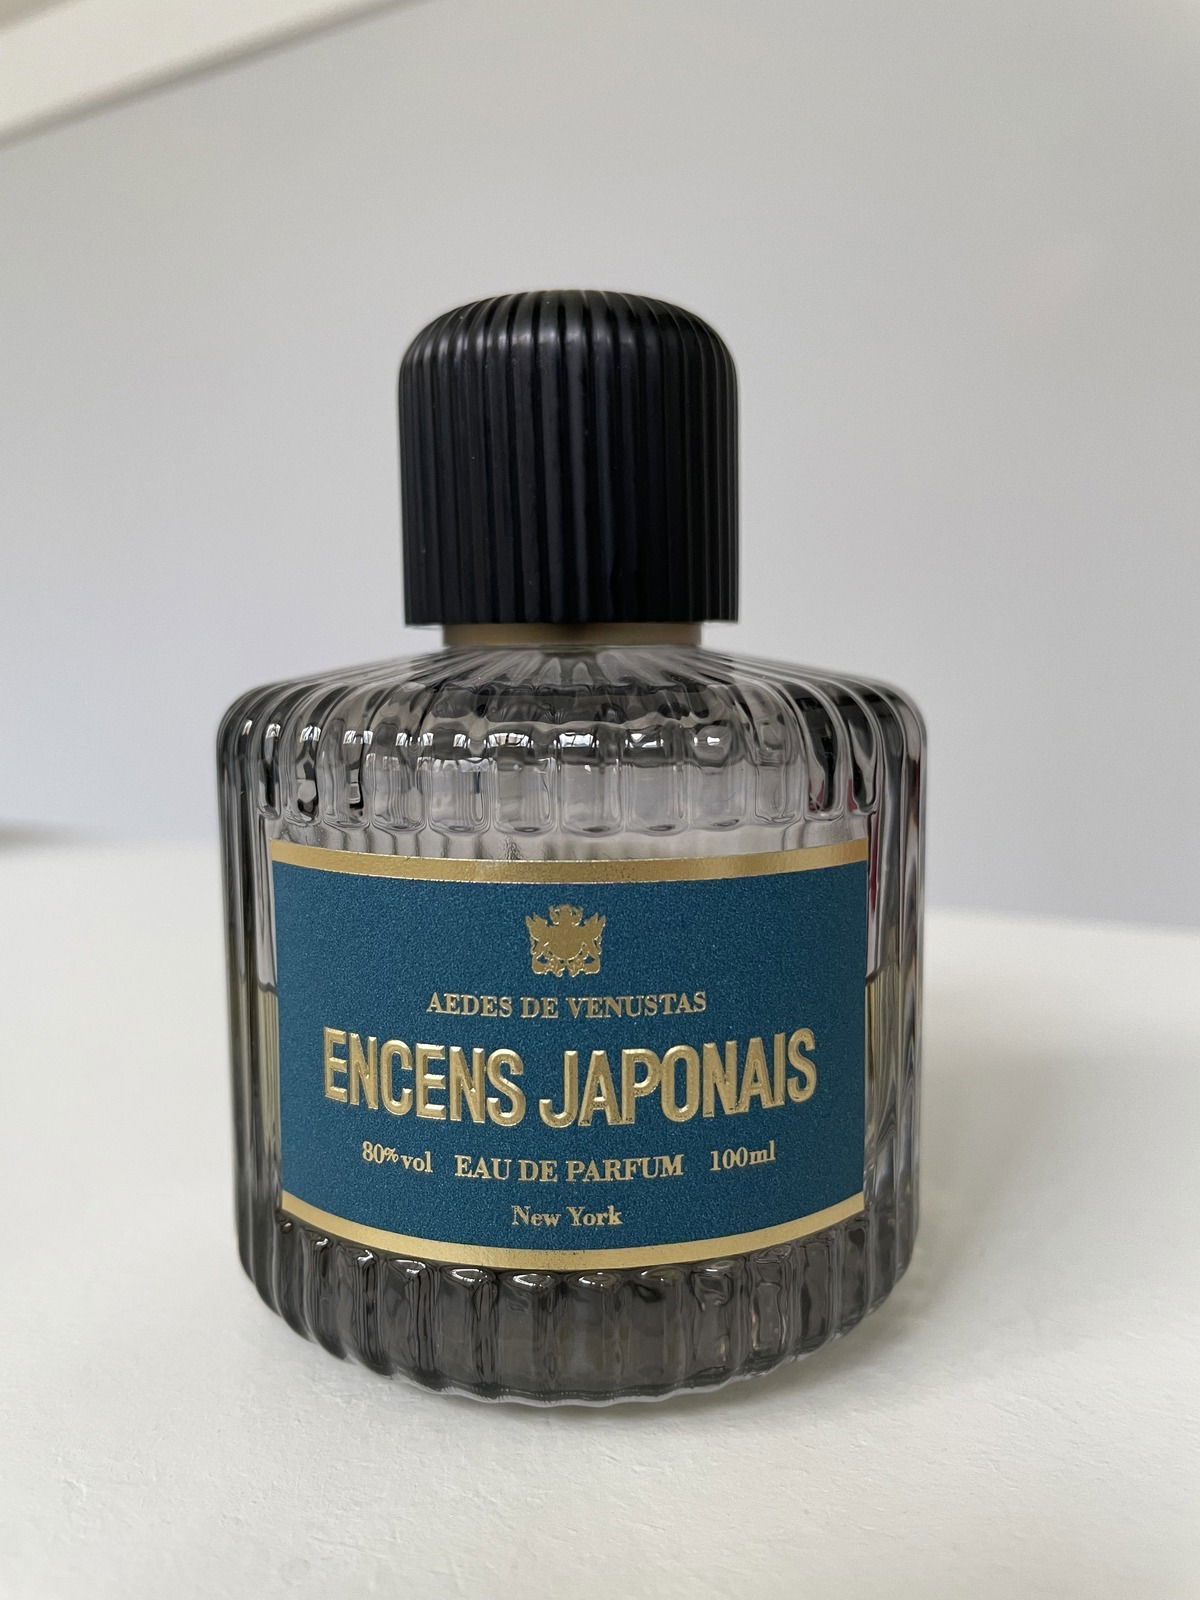 AEDES DE VENUSTAS
ENCENS JAPONAIS
80% vol EAU DE PARFUM 100ml
New York